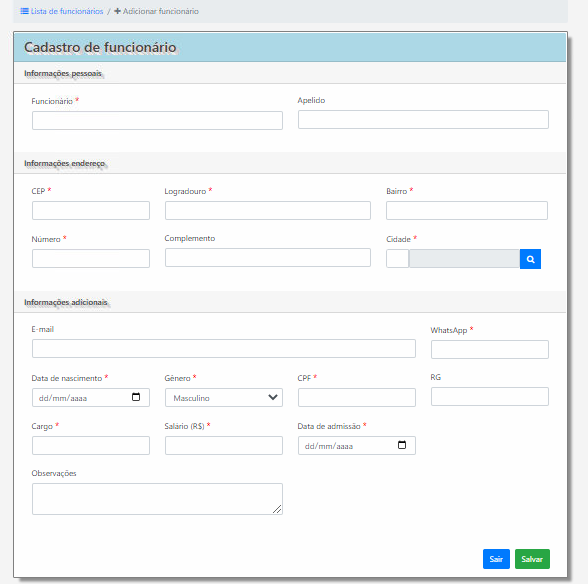 Lista de funcionários / Adicionar funcionário
Cadastro de funcionário
Informações pessoais
Funcionário * Apelido
Informações endereço
CEP * Logradouro * Bairro *
Número * Complemento Cidade *
Informações adicionais
E-mail WhatsApp *
Data de nascimento * Gênero * CPF * RG
dd/mm/aaaa Masculino
Cargo * Salário (R$) * Data de admissão *
dd/mm/aaaa
Observações
Sair Salvar